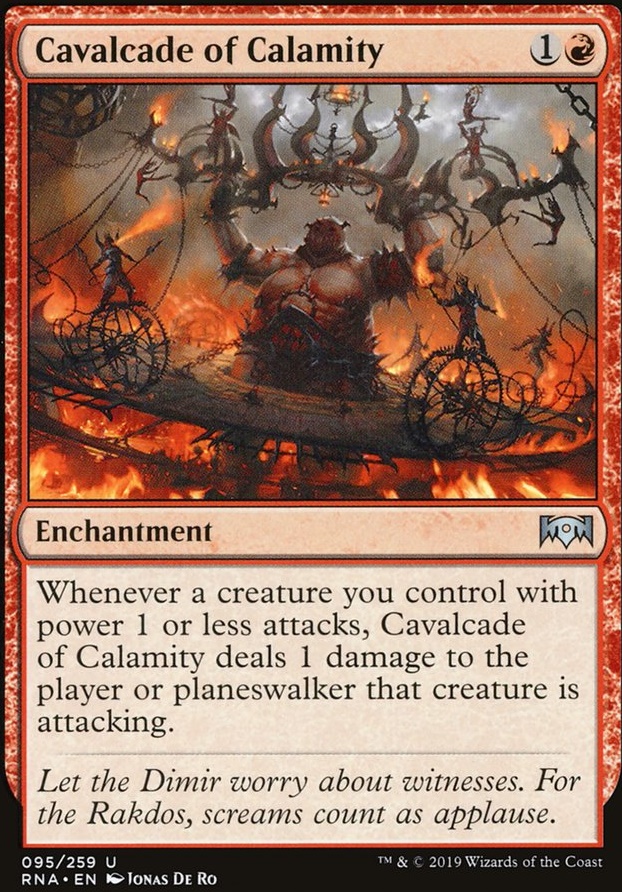 Cavalcade of Calamity 1
Enchantment
Whenever a creature you control with
power 1 or less attacks, Cavalcade
of Calamity deals 1 damage to the
player or planeswalker that creature is
attacking.
Let the Dimir worry about witnesses. For
the Rakdos, screams count as applause.
095/259 U
RNA • EN Jonas De Ro
™ & © 2019 Wizards of the Coast